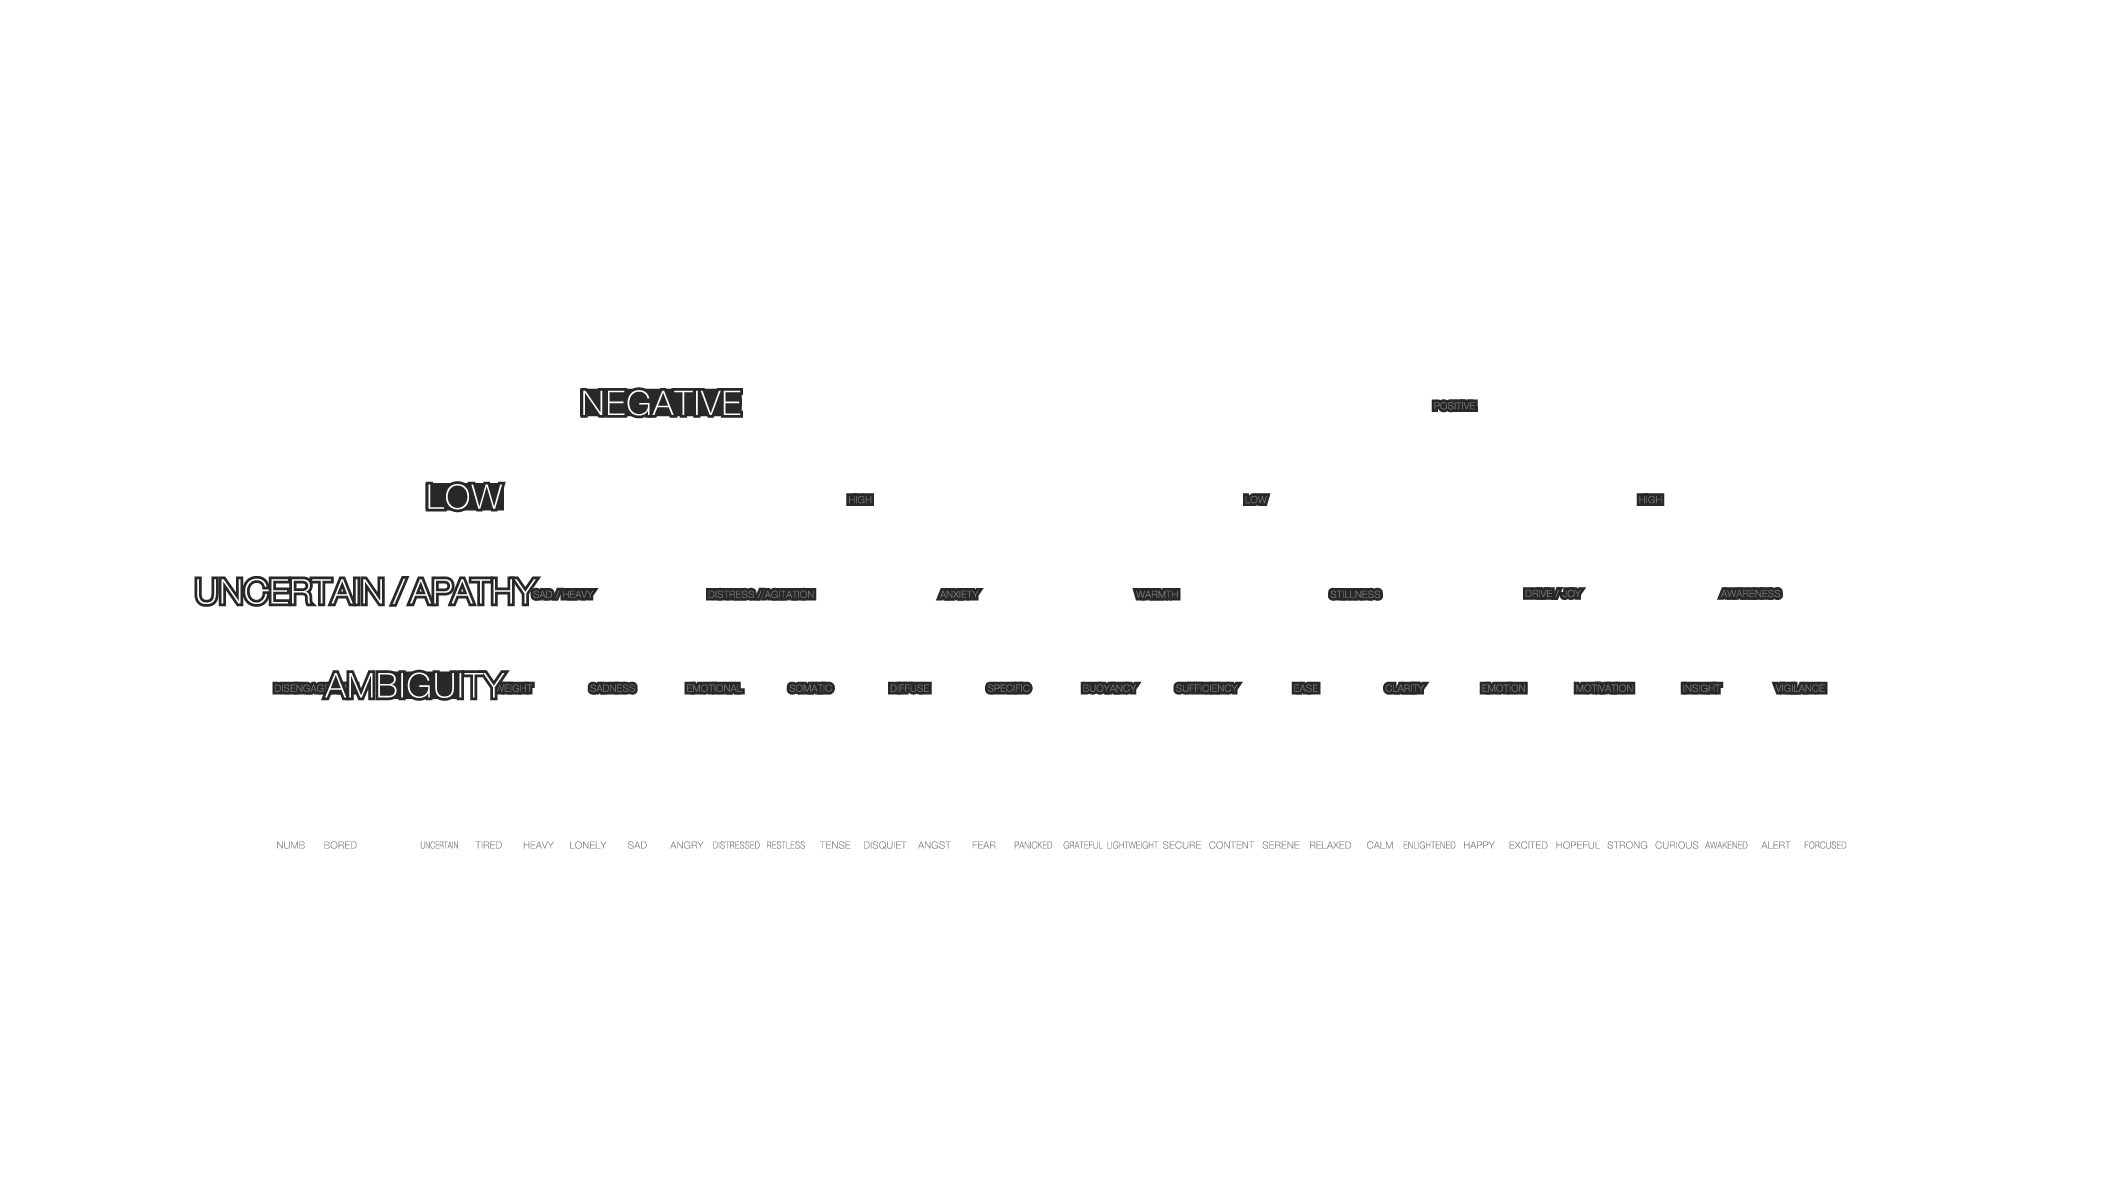 NEGATIVE POSITIVE
LOW HIGH LOW HIGH
UNCERTAIN / APATHY SAD / HEAVY DISTRESS / AGITATION ANXIETY WARMTH STILLNESS DRIVE / JOY AWARENESS
DISENGAG AMBIGUITY WEIGHT SADNESS EMOTIONAL SOMATIC DIFFUSE SPECIFIC BUOYANCY SUFFICIENCY EASE CLARITY EMOTION MOTIVATION INSIGHT VIGILANCE
NUMB BORED UNCERTAIN TIRED HEAVY LONELY SAD ANGRY DISTRESSED RESTLESS TENSE DISQUIET ANGST FEAR PANICKED GRATEFUL LIGHTWEIGHT SECURE CONTENT SERENE RELAXED CALM ENLIGHTENED HAPPY EXCITED HOPEFUL STRONG CURIOUS AWAKENED ALERT FORCUSED